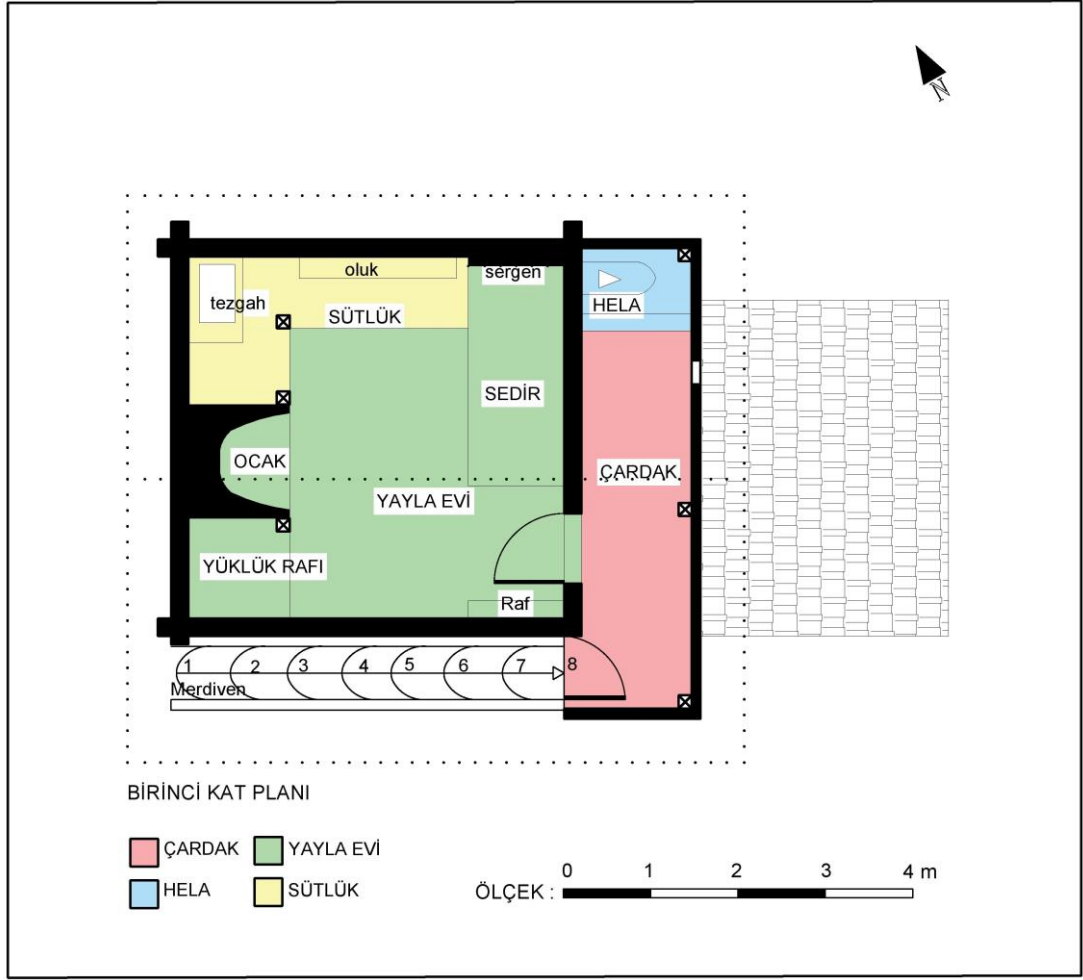 N
oluk
sergen
tezgah
SÜTLÜK
HELA
SEDİR
OCAK
ÇARDAK
YAYLA EVİ
YÜKLÜK RAFI
Raf
1 2 3 4 5 6 7 8
Merdiven
BİRİNCİ KAT PLANI
ÇARDAK YAYLA EVİ
HELA SÜTLÜK
ÖLÇEK : 0 1 2 3 4 m